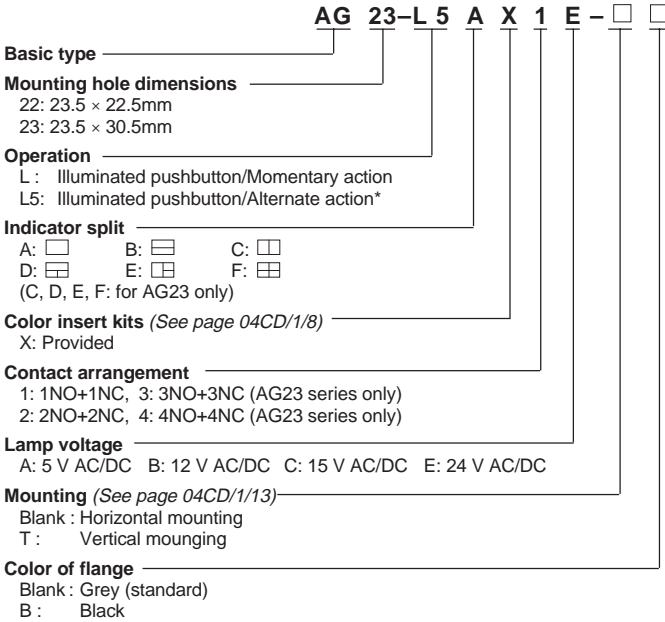 AG 23–L 5 A X 1 E – □ □
Basic type
Mounting hole dimensions
22: 23.5 × 22.5mm
23: 23.5 × 30.5mm
Operation
L : Illuminated pushbutton/Momentary action
L5: Illuminated pushbutton/Alternate action*
Indicator split
A: B: C:
D: E: F:
(C, D, E, F: for AG23 only)
Color insert kits (See page 04CD/1/8)
X: Provided
Contact arrangement
1: 1NO+1NC, 3: 3NO+3NC (AG23 series only)
2: 2NO+2NC, 4: 4NO+4NC (AG23 series only)
Lamp voltage
A: 5 V AC/DC B: 12 V AC/DC C: 15 V AC/DC E: 24 V AC/DC
Mounting (See page 04CD/1/13)
Blank : Horizontal mounting
T : Vertical mounging
Color of flange
Blank : Grey (standard)
B : Black